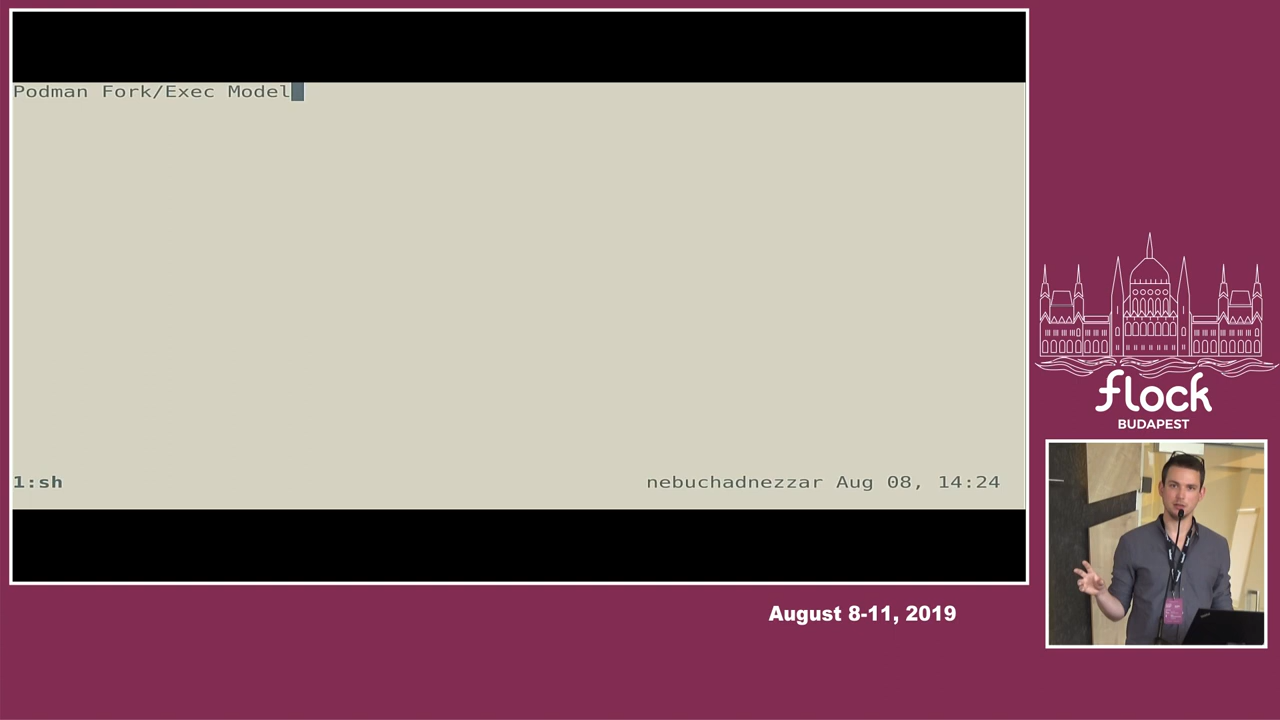 Podman Fork/Exec Model
1:sh
nebuchadnezzar Aug 08, 14:24
flock
BUDAPEST
August 8-11, 2019